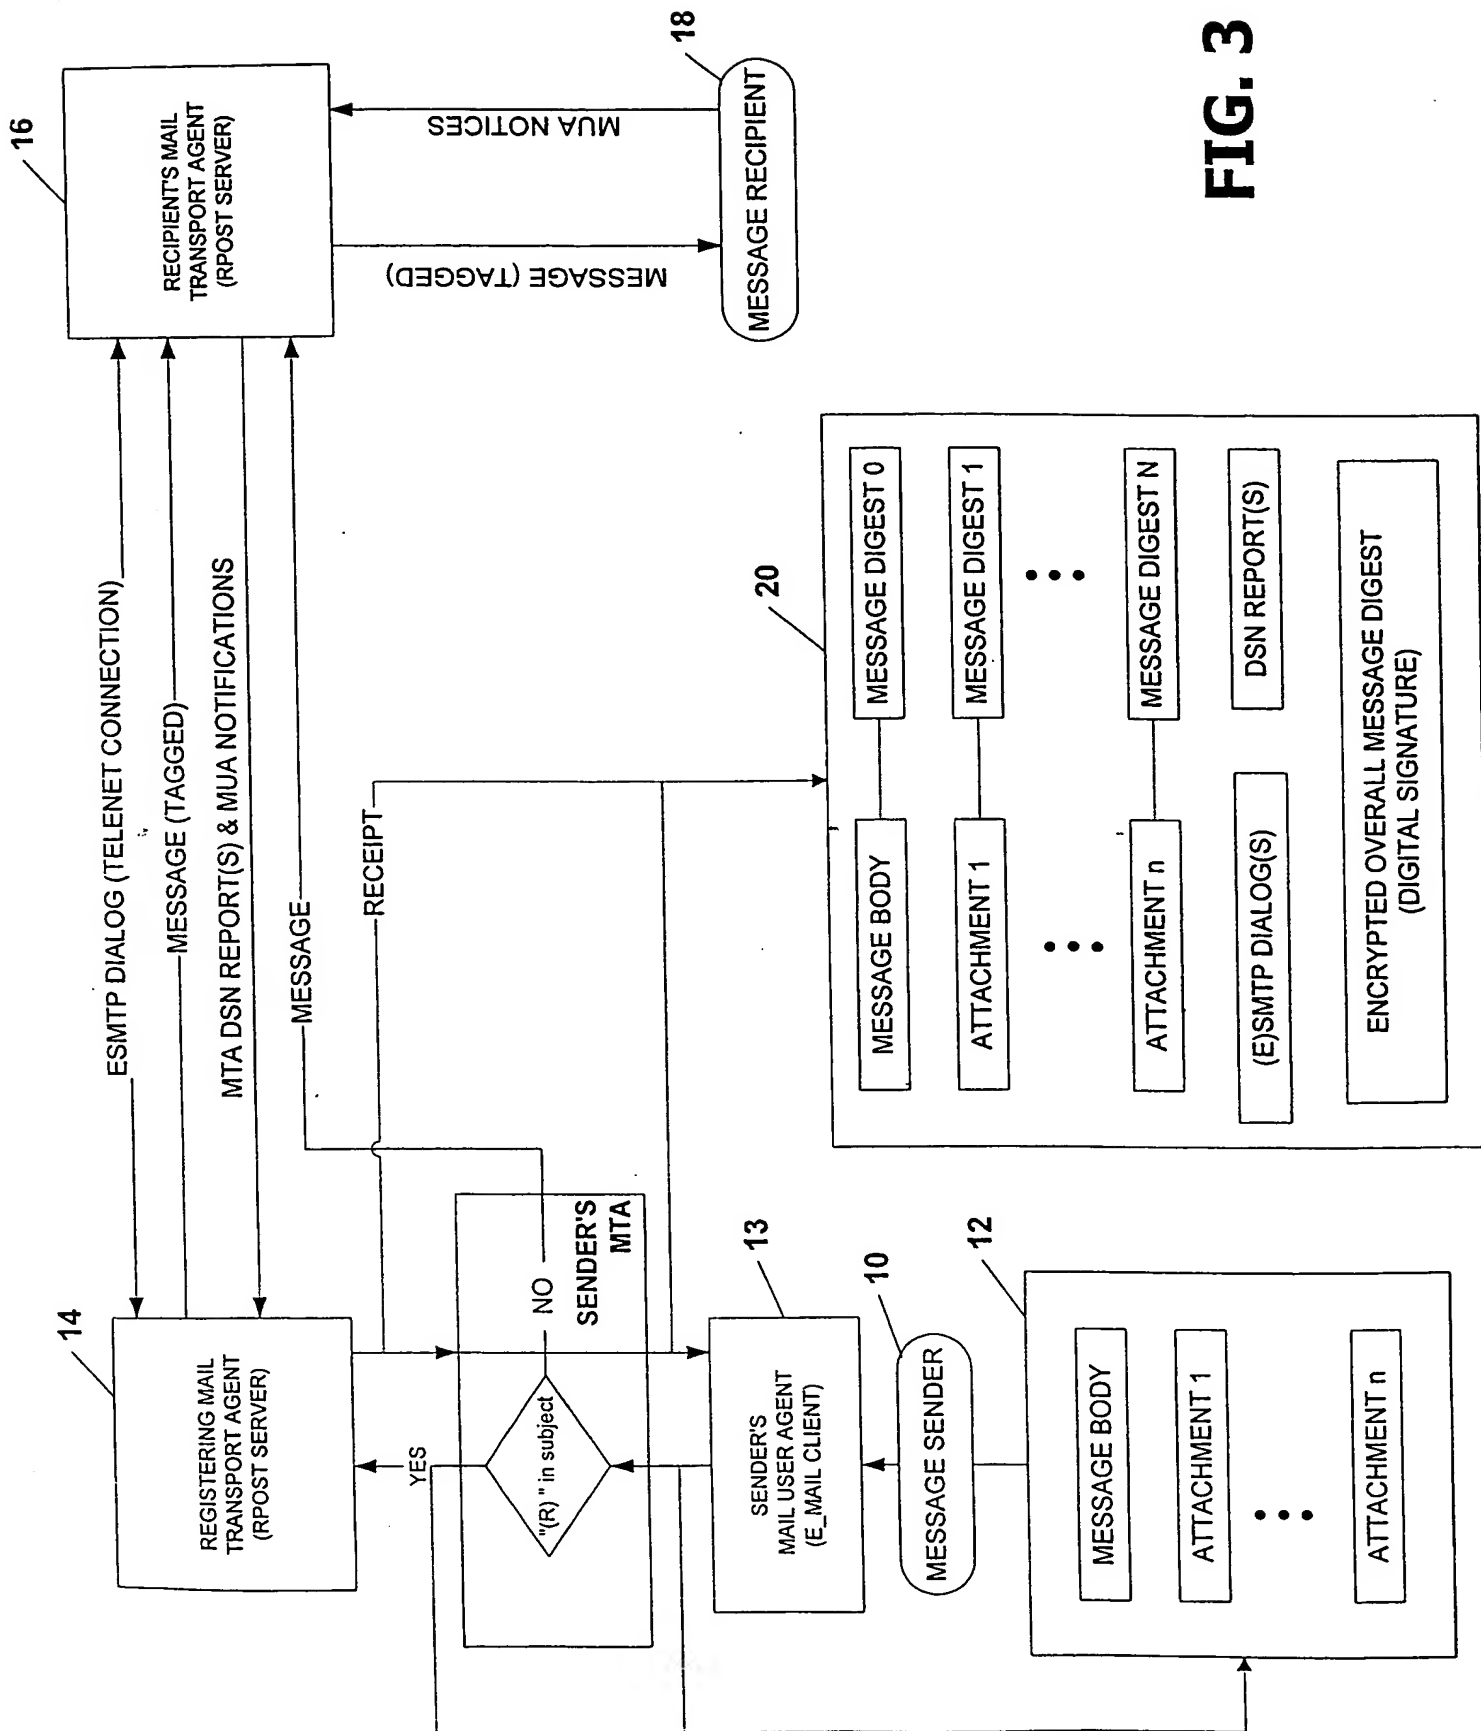 14
REGISTERING MAIL
TRANSPORT AGENT
(RPOST SERVER)
ESMTP DIALOG (TELENET CONNECTION)
MESSAGE (TAGGED)
MTA DSN REPORT(S) & MUA NOTIFICATIONS
MESSAGE
RECEIPT
16
RECIPIENT'S MAIL
TRANSPORT AGENT
(RPOST SERVER)
MESSAGE (TAGGED)
MUA NOTICES
18
MESSAGE RECIPIENT
YES
"(R) " in subject
NO
SENDER'S
MTA
13
SENDER'S
MAIL USER AGENT
(E_MAIL CLIENT)
10
MESSAGE SENDER
12
MESSAGE BODY
ATTACHMENT 1
ATTACHMENT n
20
MESSAGE BODY
MESSAGE DIGEST 0
ATTACHMENT 1
MESSAGE DIGEST 1
ATTACHMENT n
MESSAGE DIGEST N
(E)SMTP DIALOG(S)
DSN REPORT(S)
ENCRYPTED OVERALL MESSAGE DIGEST
(DIGITAL SIGNATURE)
FIG. 3